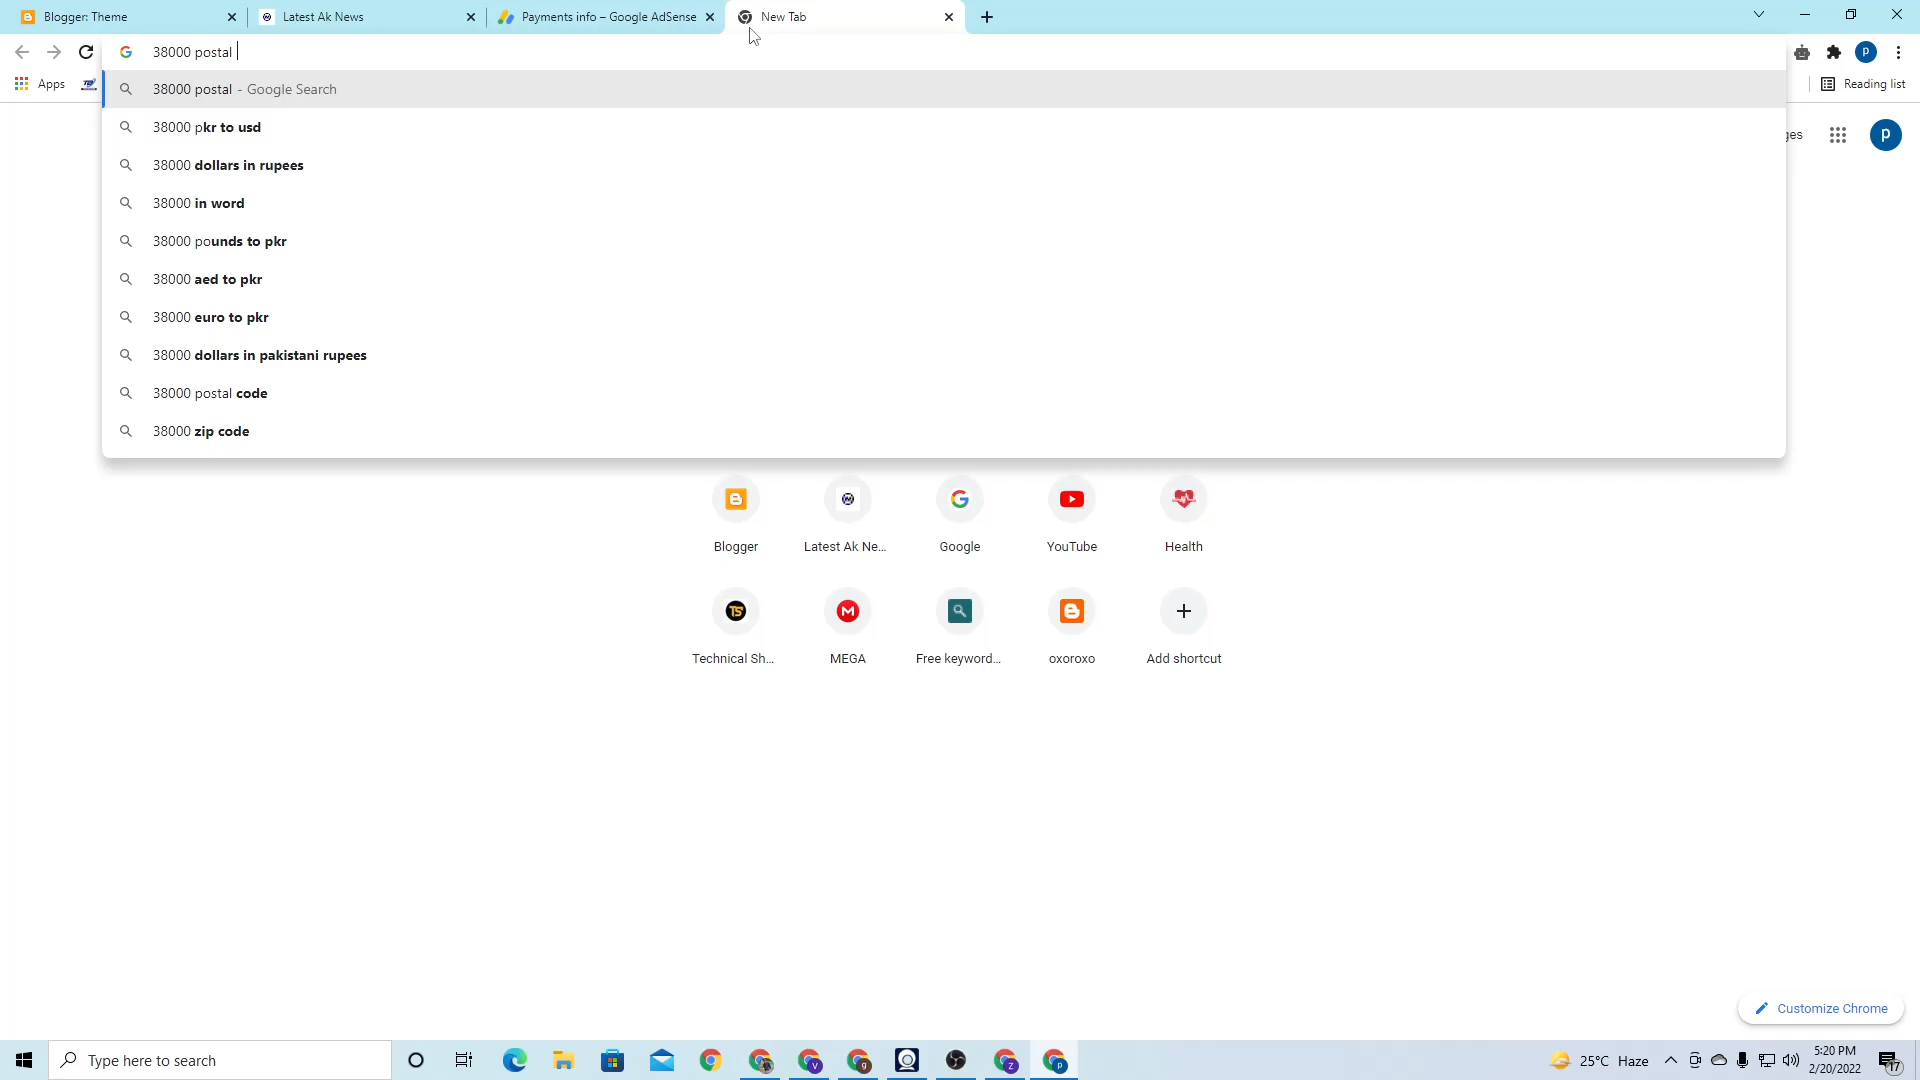 Blogger: Theme
Latest Ak News
Payments info – Google AdSense
New Tab
38000 postal
P
Apps
Reading list
38000 postal - Google Search
38000 pkr to usd
38000 dollars in rupees
38000 in word
38000 pounds to pkr
38000 aed to pkr
38000 euro to pkr
38000 dollars in pakistani rupees
38000 postal code
38000 zip code
ges
p
Blogger
Latest Ak Ne...
Google
YouTube
Health
Technical Sh...
MEGA
Free keyword...
oxoroxo
Add shortcut
Customize Chrome
Type here to search
25°C Haze
5:20 PM
2/20/2022
17